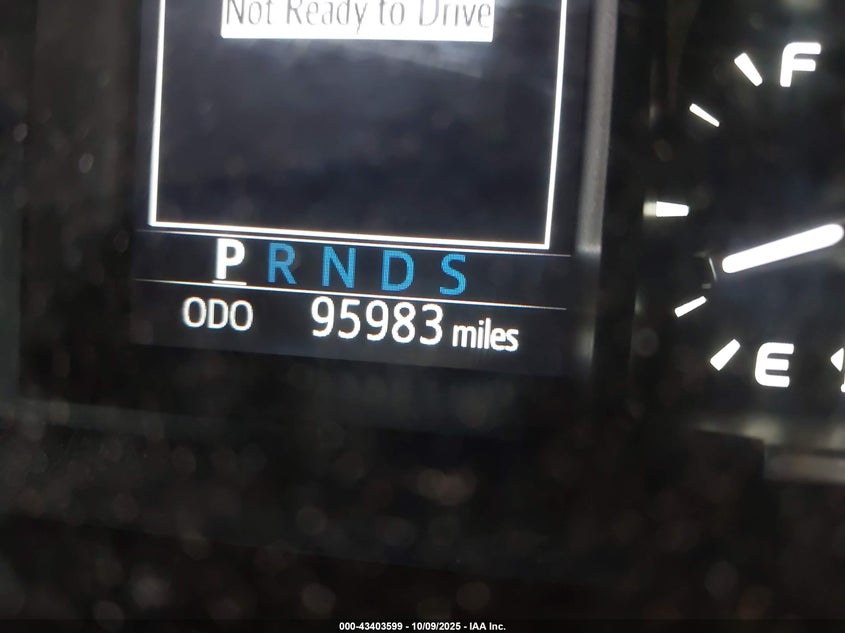 Not Ready to Drive
F
P R N D S
ODO 95983 miles
E
000-43403599 - 10/09/2025 - IAA Inc.